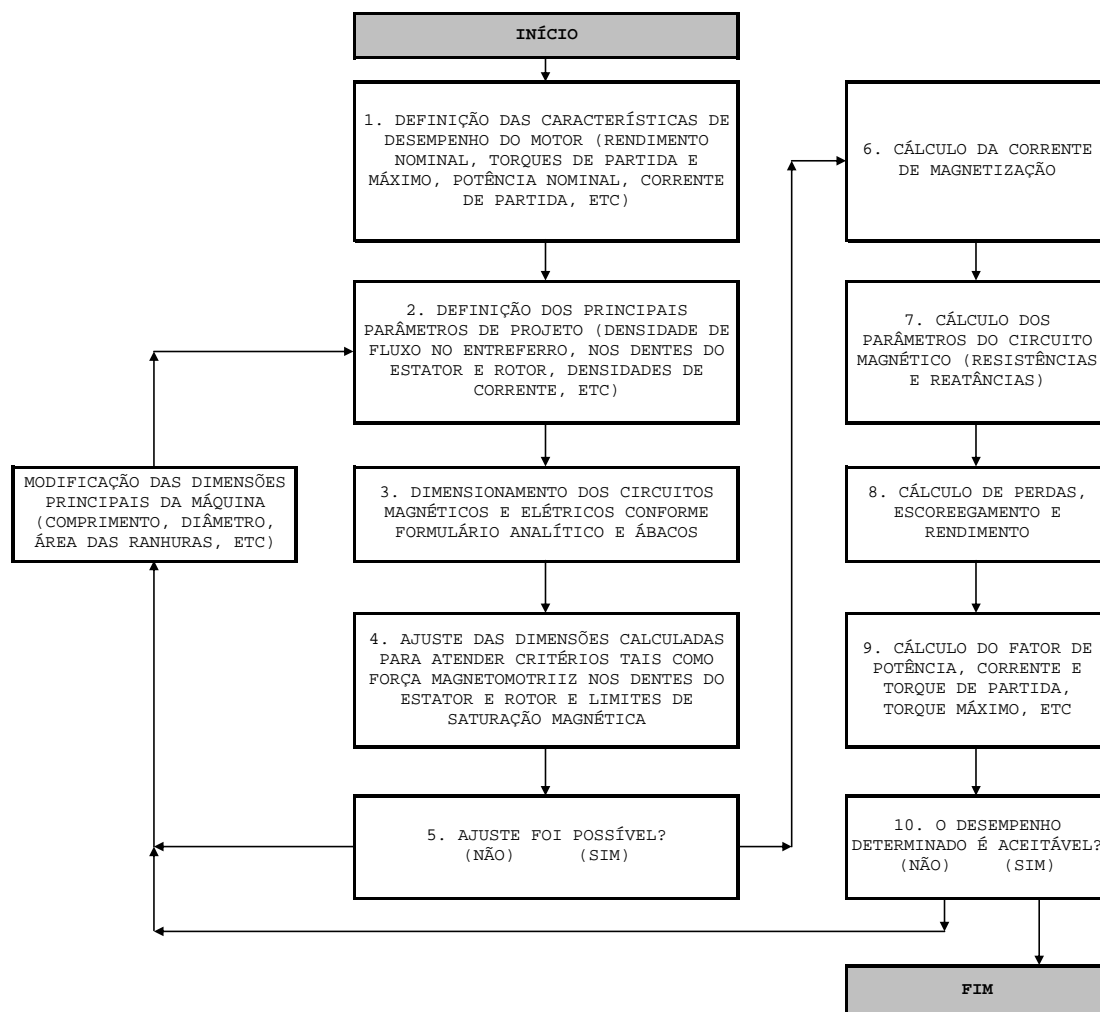 INÍCIO
1. DEFINIÇÃO DAS CARACTERÍSTICAS DE
DESEMPENHO DO MOTOR (RENDIMENTO
NOMINAL, TORQUES DE PARTIDA E
MÁXIMO, POTÊNCIA NOMINAL, CORRENTE
DE PARTIDA, ETC)
2. DEFINIÇÃO DOS PRINCIPAIS
PARÂMETROS DE PROJETO (DENSIDADE DE
FLUXO NO ENTREFERRO, NOS DENTES DO
ESTATOR E ROTOR, DENSIDADES DE
CORRENTE, ETC)
MODIFICAÇÃO DAS DIMENSÕES
PRINCIPAIS DA MÁQUINA
(COMPRIMENTO, DIÂMETRO,
ÁREA DAS RANHURAS, ETC)
3. DIMENSIONAMENTO DOS CIRCUITOS
MAGNÉTICOS E ELÉTRICOS CONFORME
FORMULÁRIO ANALÍTICO E ÁBACOS
4. AJUSTE DAS DIMENSÕES CALCULADAS
PARA ATENDER CRITÉRIOS TAIS COMO
FORÇA MAGNETOMOTRIIZ NOS DENTES DO
ESTATOR E ROTOR E LIMITES DE
SATURAÇÃO MAGNÉTICA
5. AJUSTE FOI POSSÍVEL?
(NÃO) (SIM)
6. CÁLCULO DA CORRENTE
DE MAGNETIZAÇÃO
7. CÁLCULO DOS
PARÂMETROS DO CIRCUITO
MAGNÉTICO (RESISTÊNCIAS
E REATÂNCIAS)
8. CÁLCULO DE PERDAS,
ESCOREEGAMENTO E
RENDIMENTO
9. CÁLCULO DO FATOR DE
POTÊNCIA, CORRENTE E
TORQUE DE PARTIDA,
TORQUE MÁXIMO, ETC
10. O DESEMPENHO
DETERMINADO É ACEITÁVEL?
(NÃO) (SIM)
FIM